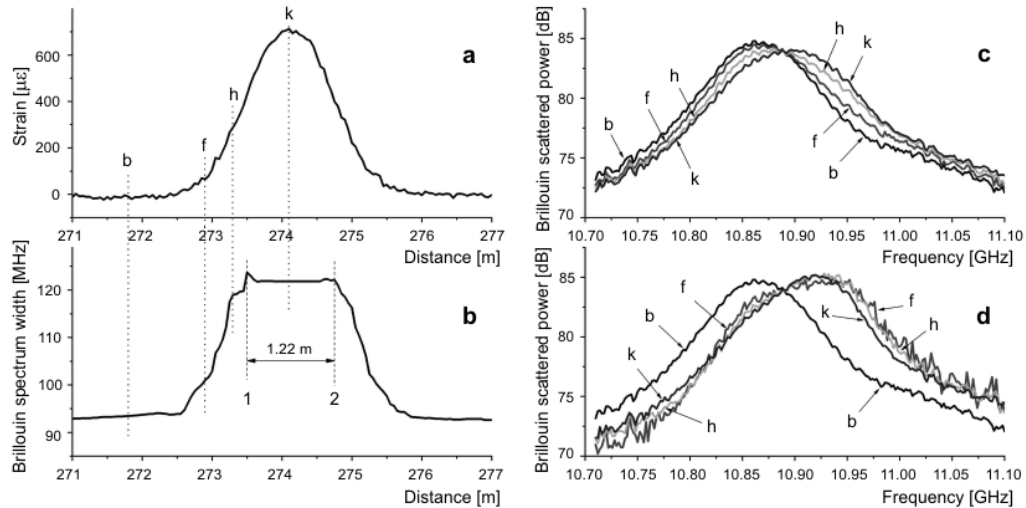 a
Strain [με]
600
400
200
0
b
f
h
k
271 272 273 274 275 276 277
Distance [m]
b
Brillouin spectrum width [MHz]
120
110
100
90
1.22 m
1
2
271 272 273 274 275 276 277
Distance [m]
c
Brillouin scattered power [dB]
85
80
75
70
h
k
h
f
b
f
k
b
10.70 10.75 10.80 10.85 10.90 10.95 11.00 11.05 11.10
Frequency [GHz]
d
Brillouin scattered power [dB]
85
80
75
70
f
f
b
k
h
k
h
b
10.70 10.75 10.80 10.85 10.90 10.95 11.00 11.05 11.10
Frequency [GHz]